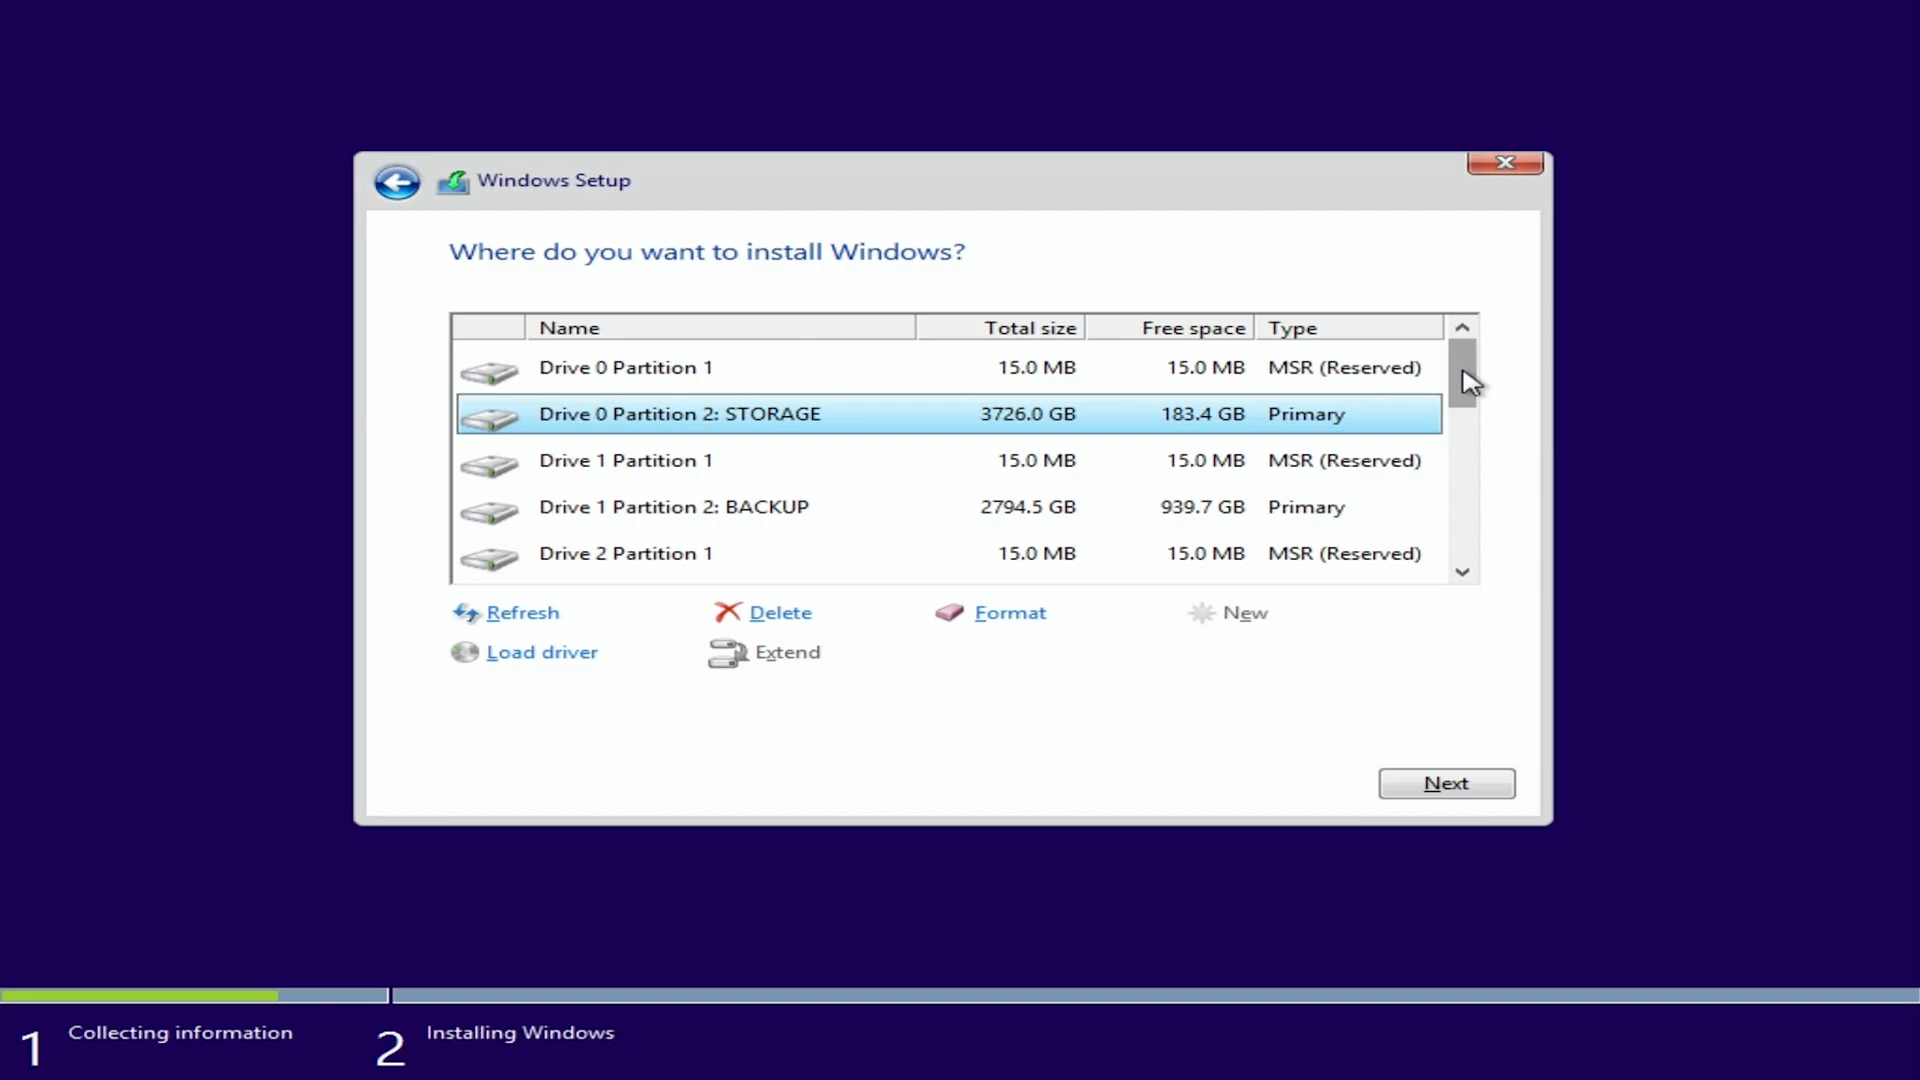 Windows Setup
Where do you want to install Windows?
Name Total size Free space Type
Drive 0 Partition 1 15.0 MB 15.0 MB MSR (Reserved)
Drive 0 Partition 2: STORAGE 3726.0 GB 183.4 GB Primary
Drive 1 Partition 1 15.0 MB 15.0 MB MSR (Reserved)
Drive 1 Partition 2: BACKUP 2794.5 GB 939.7 GB Primary
Drive 2 Partition 1 15.0 MB 15.0 MB MSR (Reserved)
Refresh Delete Format New
Load driver Extend
Next
1 Collecting information 2 Installing Windows